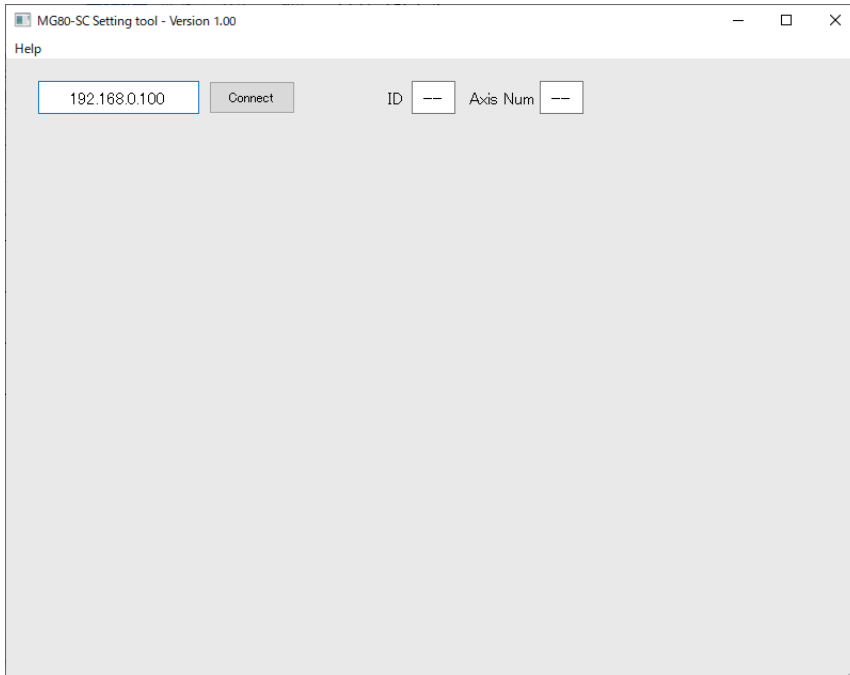 MG80-SC Setting tool - Version 1.00
Help
192.168.0.100 Connect ID -- Axis Num --